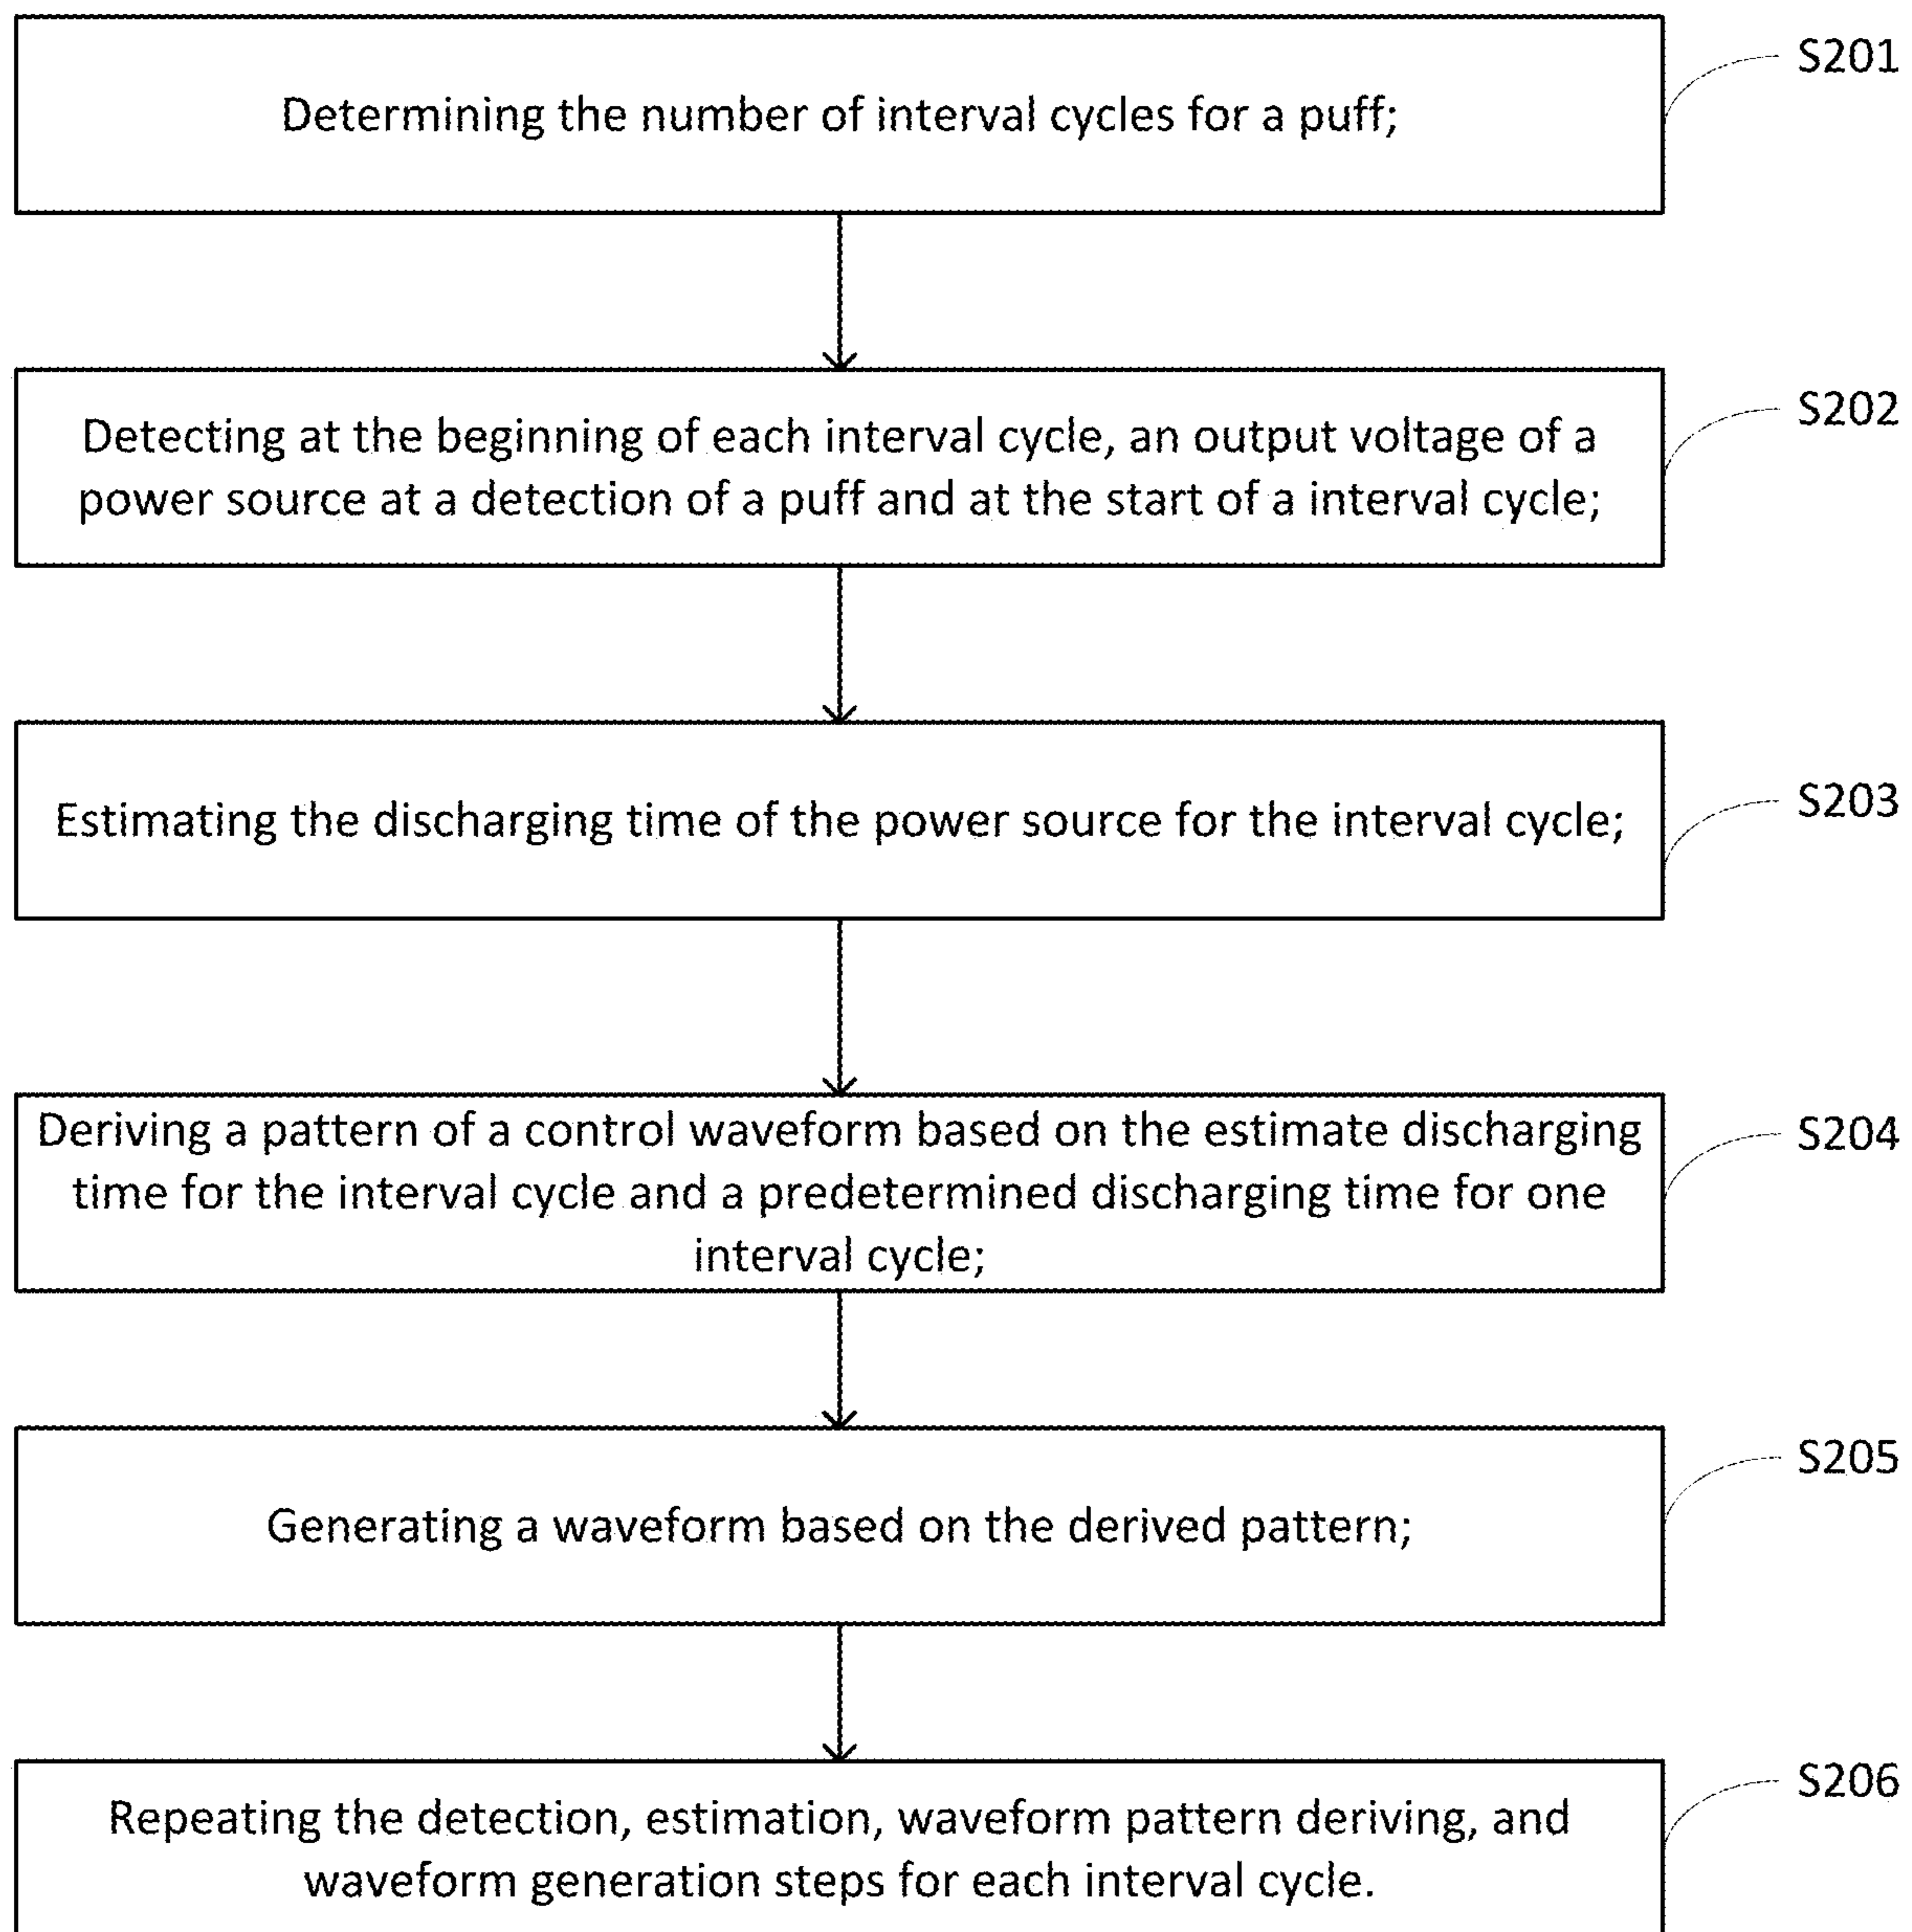 Determining the number of interval cycles for a puff;
S201
Detecting at the beginning of each interval cycle, an output voltage of a
power source at a detection of a puff and at the start of a interval cycle;
S202
Estimating the discharging time of the power source for the interval cycle;
S203
Deriving a pattern of a control waveform based on the estimate discharging
time for the interval cycle and a predetermined discharging time for one
interval cycle;
S204
Generating a waveform based on the derived pattern;
S205
Repeating the detection, estimation, waveform pattern deriving, and
waveform generation steps for each interval cycle.
S206